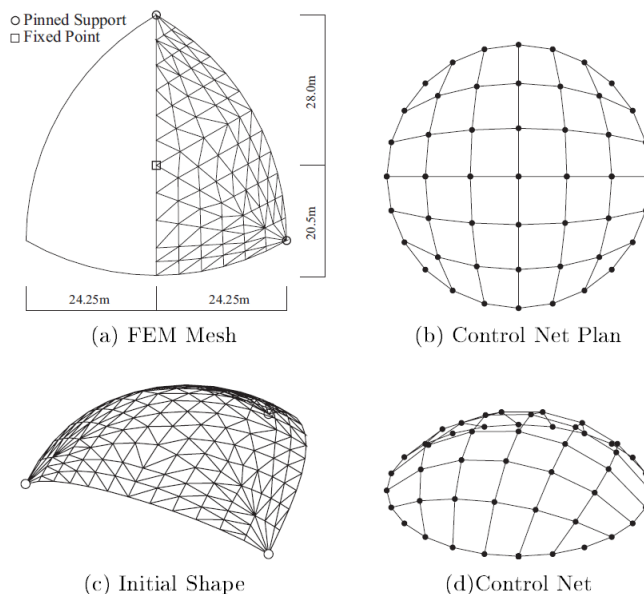 ○ Pinned Support
□ Fixed Point
28.0m
20.5m
24.25m 24.25m
(a) FEM Mesh
(b) Control Net Plan
(c) Initial Shape
(d)Control Net